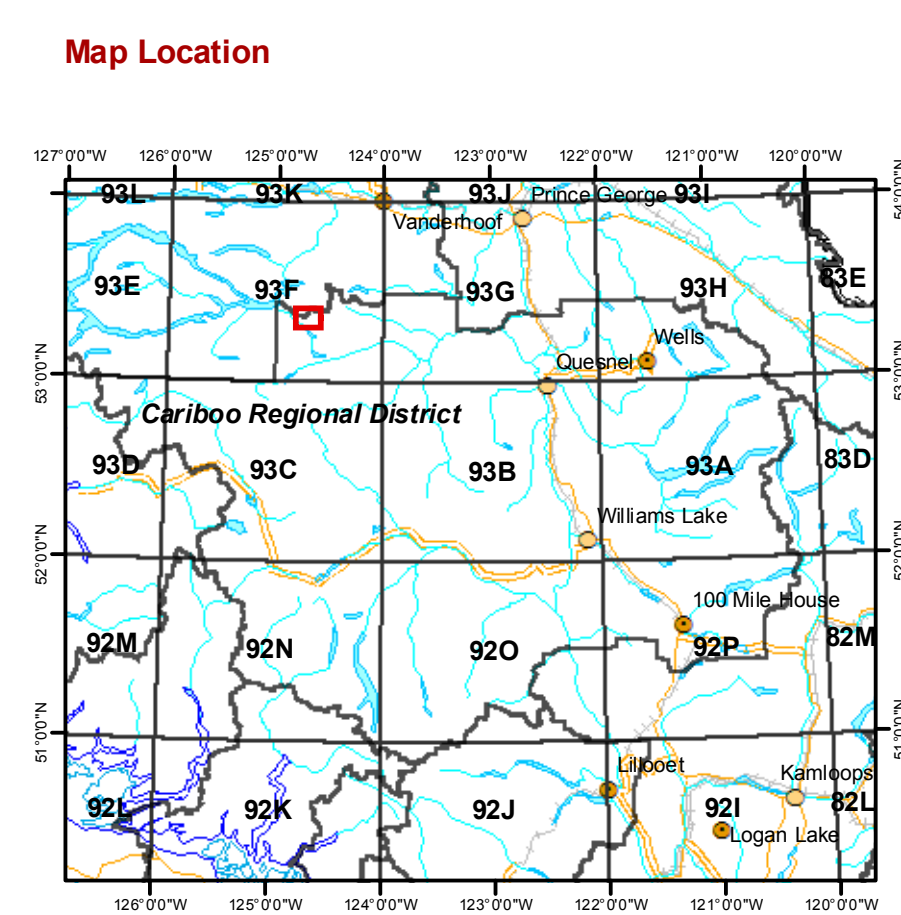 Map Location
127°0'0"W 126°0'0"W 125°0'0"W 124°0'0"W 123°0'0"W 122°0'0"W 121°0'0"W 120°0'0"W
93L 93K 93J Prince George 93I
54°0'0"N
Vanderhoof
93E 93F 93G 93H 83E
Wells
Quesnel
53°0'0"N 53°0'0"N
Cariboo Regional District
93D 93C 93B 93A 83D
Williams Lake
52°0'0"N 52°0'0"N
100 Mile House
92M 92N 92O 92P 82M
51°0'0"N 51°0'0"N
Lillooet
Kamloops
92L 92K 92J 92I 82L
Logan Lake
126°0'0"W 125°0'0"W 124°0'0"W 123°0'0"W 122°0'0"W 121°0'0"W 120°0'0"W